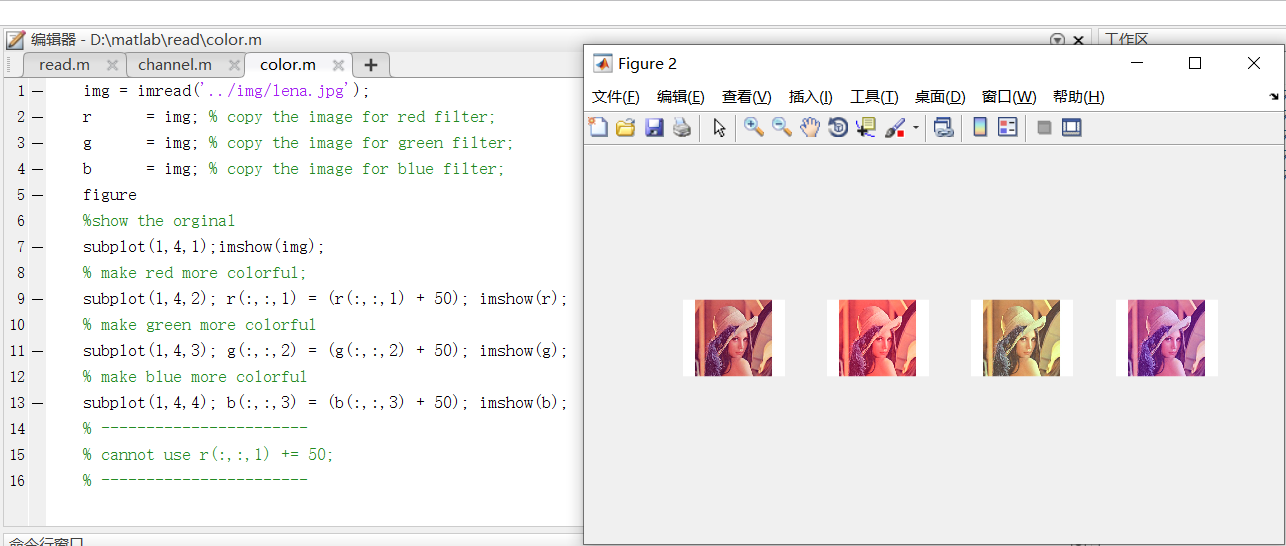 编辑器 - D:\matlab\read\color.m
工作区
read.m channel.m color.m
1 img = imread('../img/lena.jpg');
2 r = img; % copy the image for red filter;
3 g = img; % copy the image for green filter;
4 b = img; % copy the image for blue filter;
5 figure
6 %show the orginal
7 subplot(1,4,1);imshow(img);
8 % make red more colorful;
9 subplot(1,4,2); r(:,:,1) = (r(:,:,1) + 50); imshow(r);
10 % make green more colorful
11 subplot(1,4,3); g(:,:,2) = (g(:,:,2) + 50); imshow(g);
12 % make blue more colorful
13 subplot(1,4,4); b(:,:,3) = (b(:,:,3) + 50); imshow(b);
14 % -----------------------
15 % cannot use r(:,:,1) += 50;
16 % -----------------------
命令行窗口
Figure 2
文件(F) 编辑(E) 查看(V) 插入(I) 工具(T) 桌面(D) 窗口(W) 帮助(H)